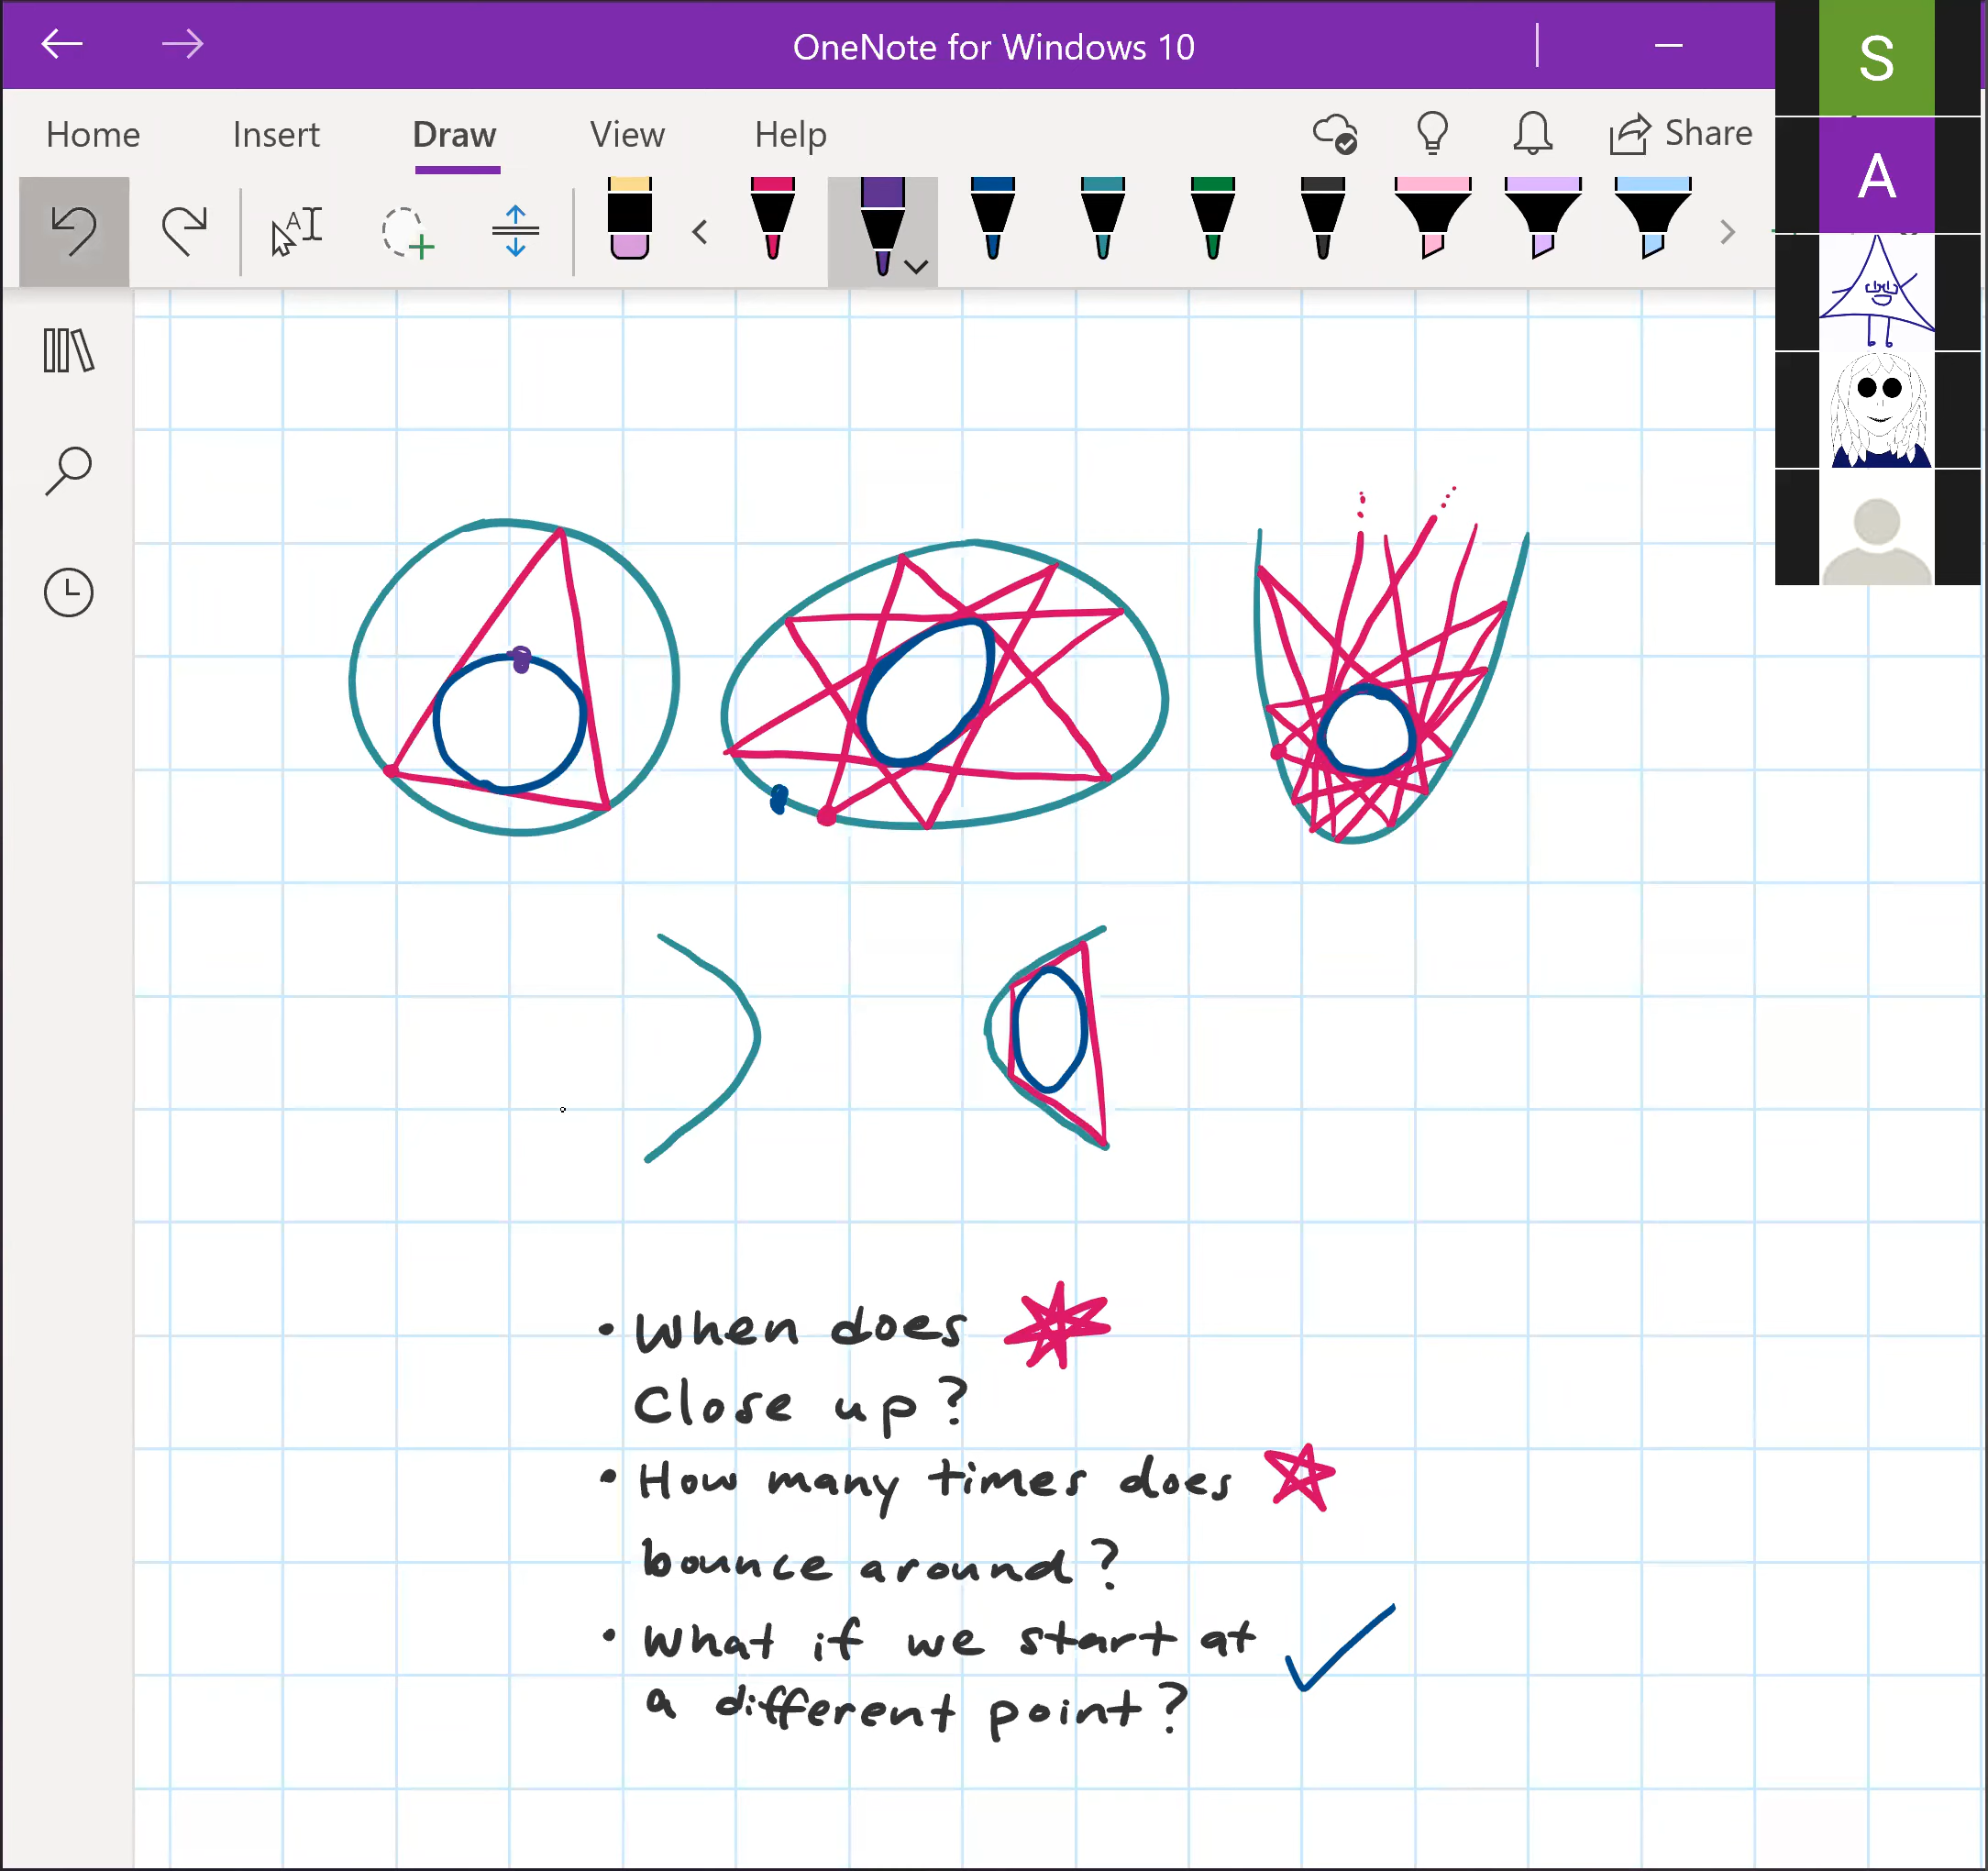 OneNote for Windows 10
S
Home Insert Draw View Help Share
A
• When does
Close up?
• How many times does
bounce around?
• What if we start at
a different point?